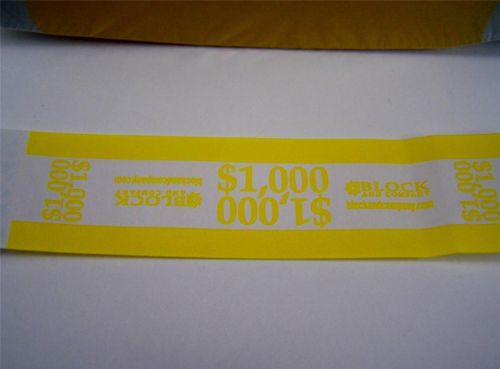 $1,000
$1,000
blockandcompany.com
AND COMPANY
BLOCK
$1,000
$1,000
BLOCK
AND COMPANY
blockandcompany.com
$1,000
$1,000